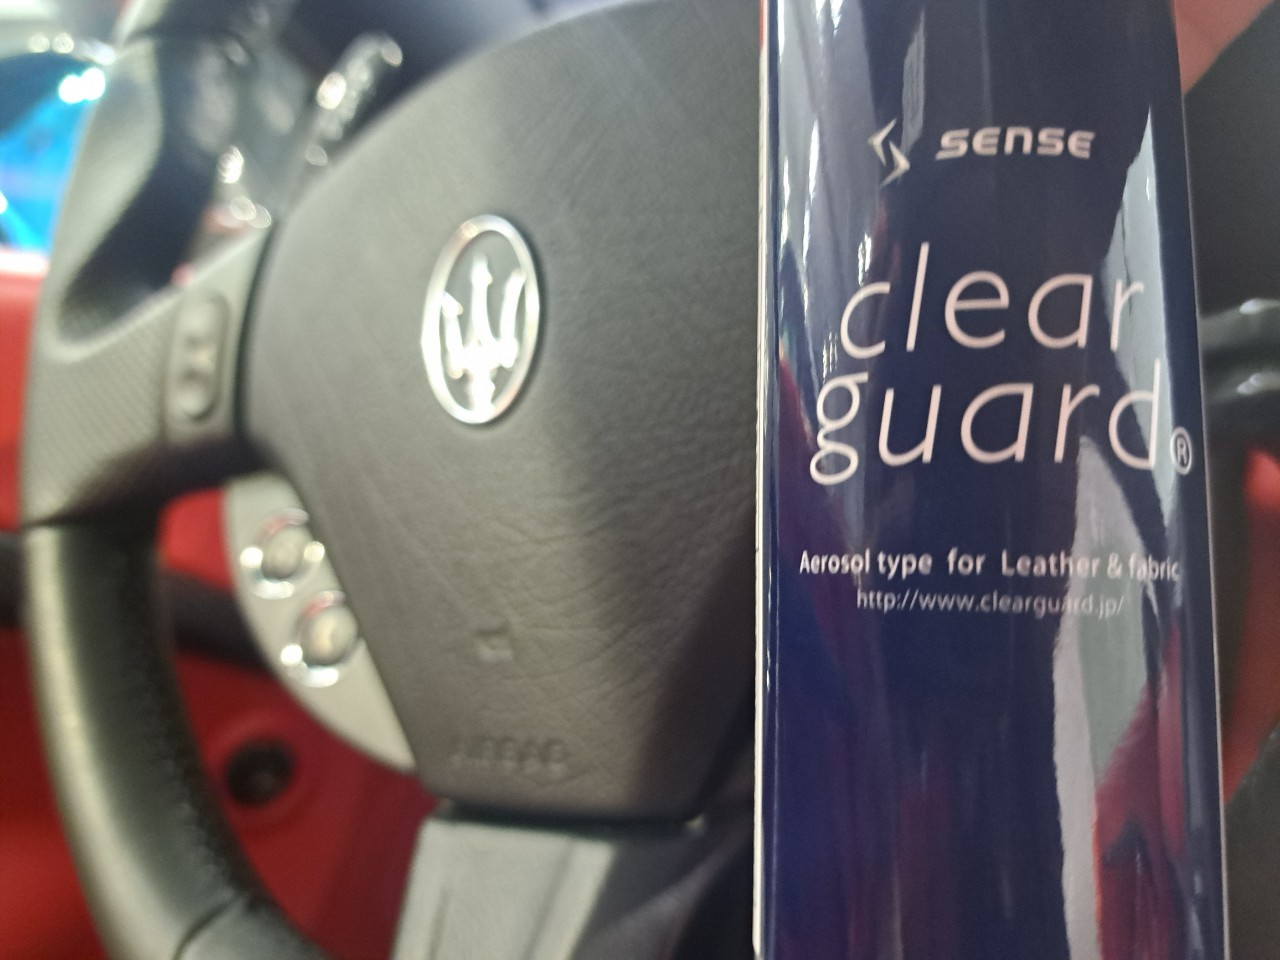 SENSE
clear
guard®
Aerosol type for Leather & fabric
http://www.clearguard.jp/
AIRBAG